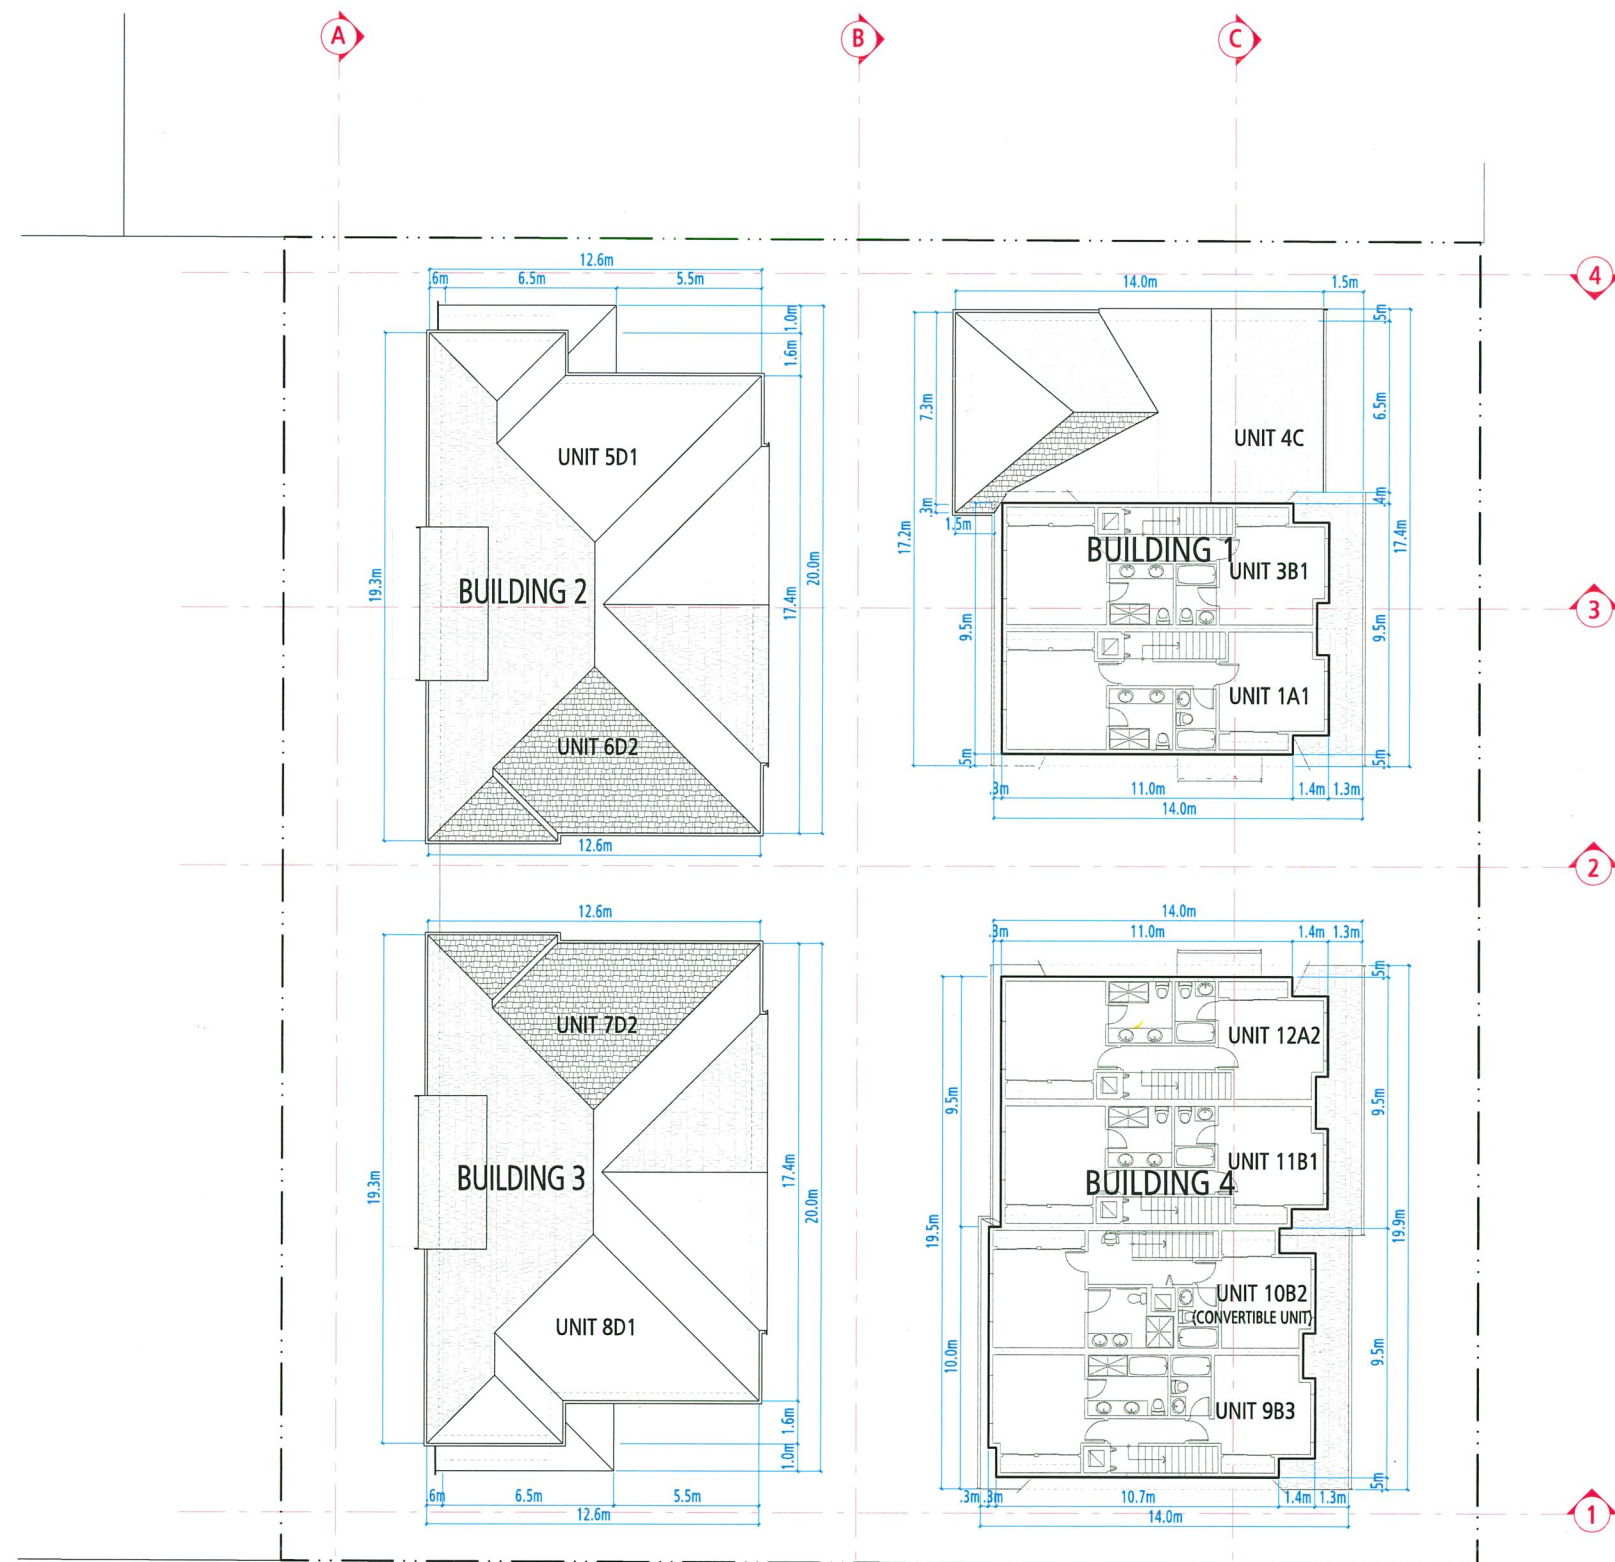 A
B
C
12.6m
.6m
6.5m
5.5m
1.0m
1.6m
19.3m
20.0m
17.4m
UNIT 5D1
BUILDING 2
UNIT 6D2
12.6m
4
14.0m
1.5m
.5m
7.3m
6.5m
UNIT 4C
.3m
.4m
1.5m
17.2m
17.4m
BUILDING 1
UNIT 3B1
3
9.5m
9.5m
UNIT 1A1
.5m
.5m
.3m
11.0m
1.4m
1.3m
14.0m
2
12.6m
UNIT 7D2
BUILDING 3
19.3m
17.4m
20.0m
UNIT 8D1
1.6m
1.0m
.6m
6.5m
5.5m
12.6m
14.0m
.3m
11.0m
1.4m
1.3m
.5m
UNIT 12A2
9.5m
9.5m
UNIT 11B1
BUILDING 4
19.5m
19.9m
UNIT 10B2
(CONVERTIBLE UNIT)
10.0m
9.5m
UNIT 9B3
.5m
.3m
.3m
10.7m
1.4m
1.3m
14.0m
1